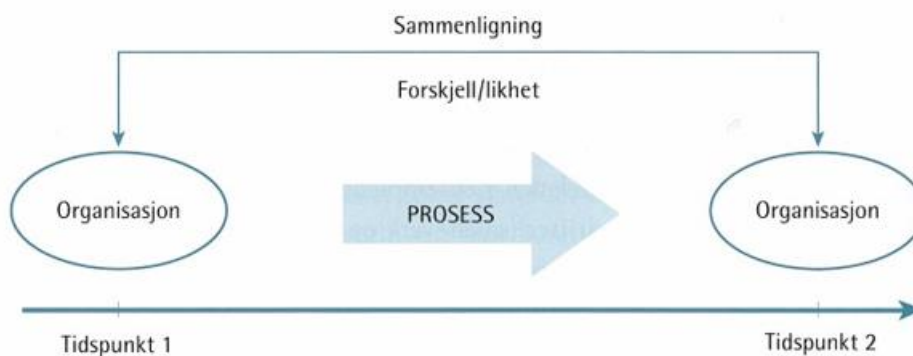 Sammenligning
Forskjell/likhet
Organisasjon
PROSESS
Organisasjon
Tidspunkt 1
Tidspunkt 2